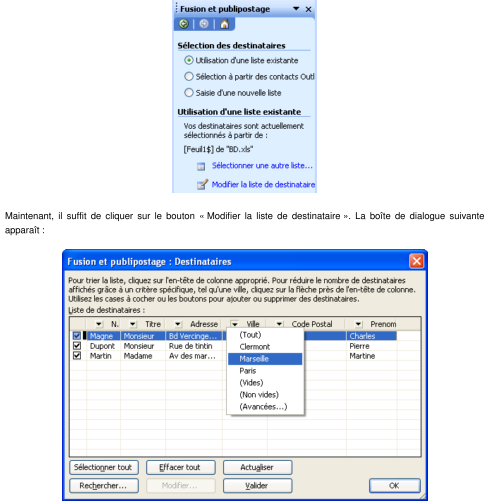 Fusion et publipostage
Sélection des destinataires
Utilisation d'une liste existante
Sélection à partir des contacts Outl
Saisie d'une nouvelle liste
Utilisation d'une liste existante
Vos destinataires sont actuellement
sélectionnés à partir de :
[Feuil1$] de "BD.xls"
Sélectionner une autre liste...
Modifier la liste de destinataire
Maintenant, il suffit de cliquer sur le bouton « Modifier la liste de destinataire ». La boîte de dialogue suivante
apparaît :
Fusion et publipostage : Destinataires
Pour trier la liste, cliquez sur l'en-tête de colonne approprié. Pour réduire le nombre de destinataires
affichés grâce à un critère spécifique, tel qu'une ville, cliquez sur la flèche près de l'en-tête de colonne.
Utilisez les cases à cocher ou les boutons pour ajouter ou supprimer des destinataires.
Liste de destinataires :
N. Titre Adresse Ville Code Postal Prenom
Magne Monsieur Bd Vercinge... Charles
Dupont Monsieur Rue de tintin Pierre
Martin Madame Av des mar... Martine
(Tout)
Clermont
Marseille
Paris
(Vides)
(Non vides)
(Avancées...)
Sélectionner tout Effacer tout Actualiser
Rechercher... Modifier... Valider OK